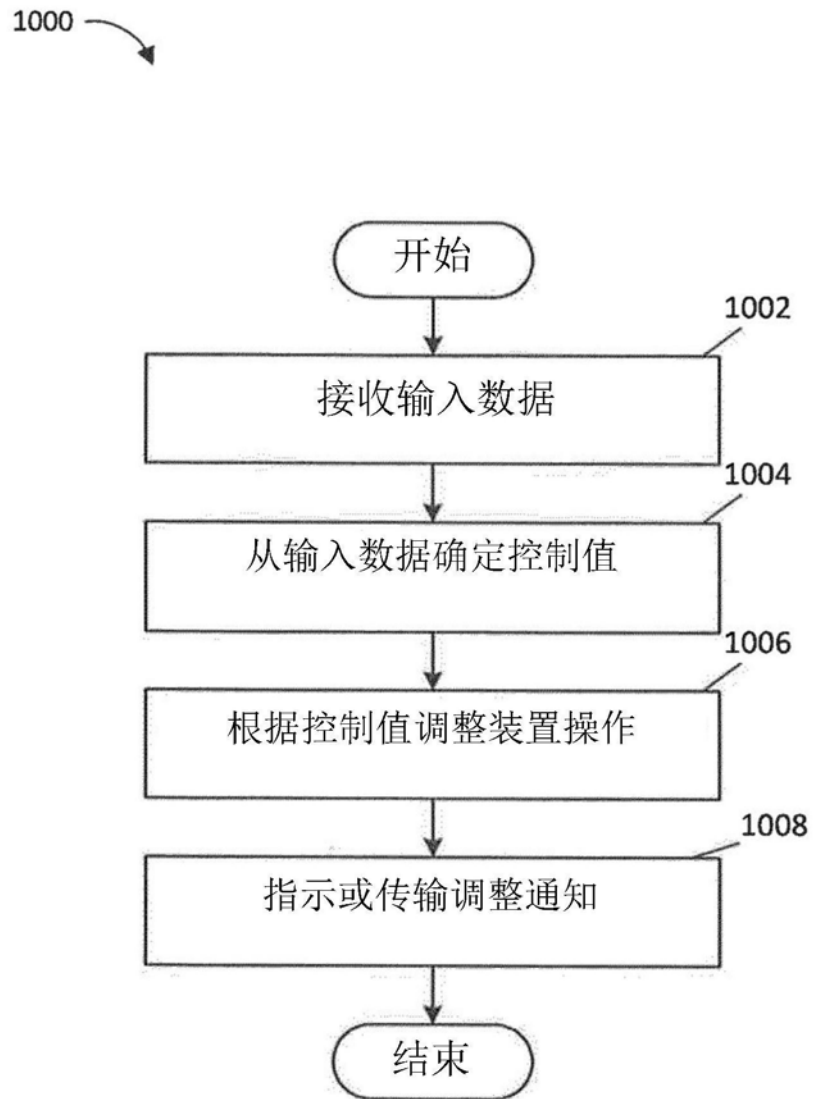 1000
开始
1002
接收输入数据
1004
从输入数据确定控制值
1006
根据控制值调整装置操作
1008
指示或传输调整通知
结束